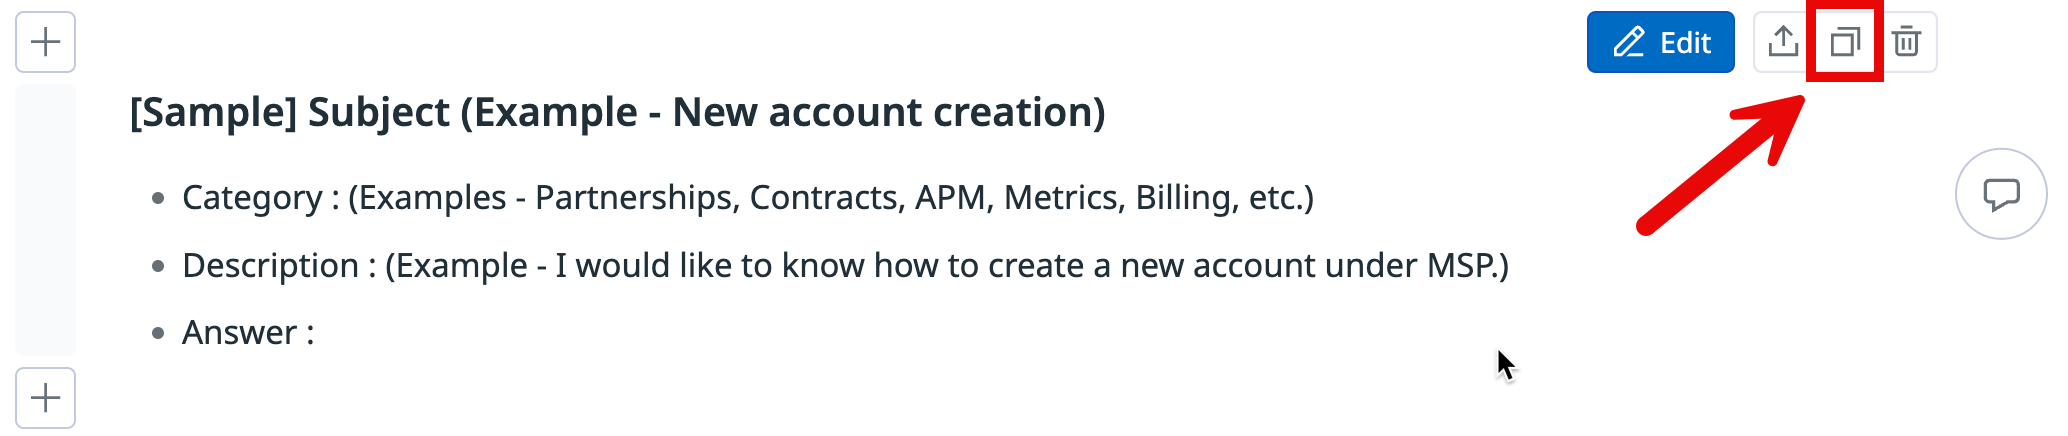 Edit
[Sample] Subject (Example - New account creation)
Category : (Examples - Partnerships, Contracts, APM, Metrics, Billing, etc.)
Description : (Example - I would like to know how to create a new account under MSP.)
Answer :